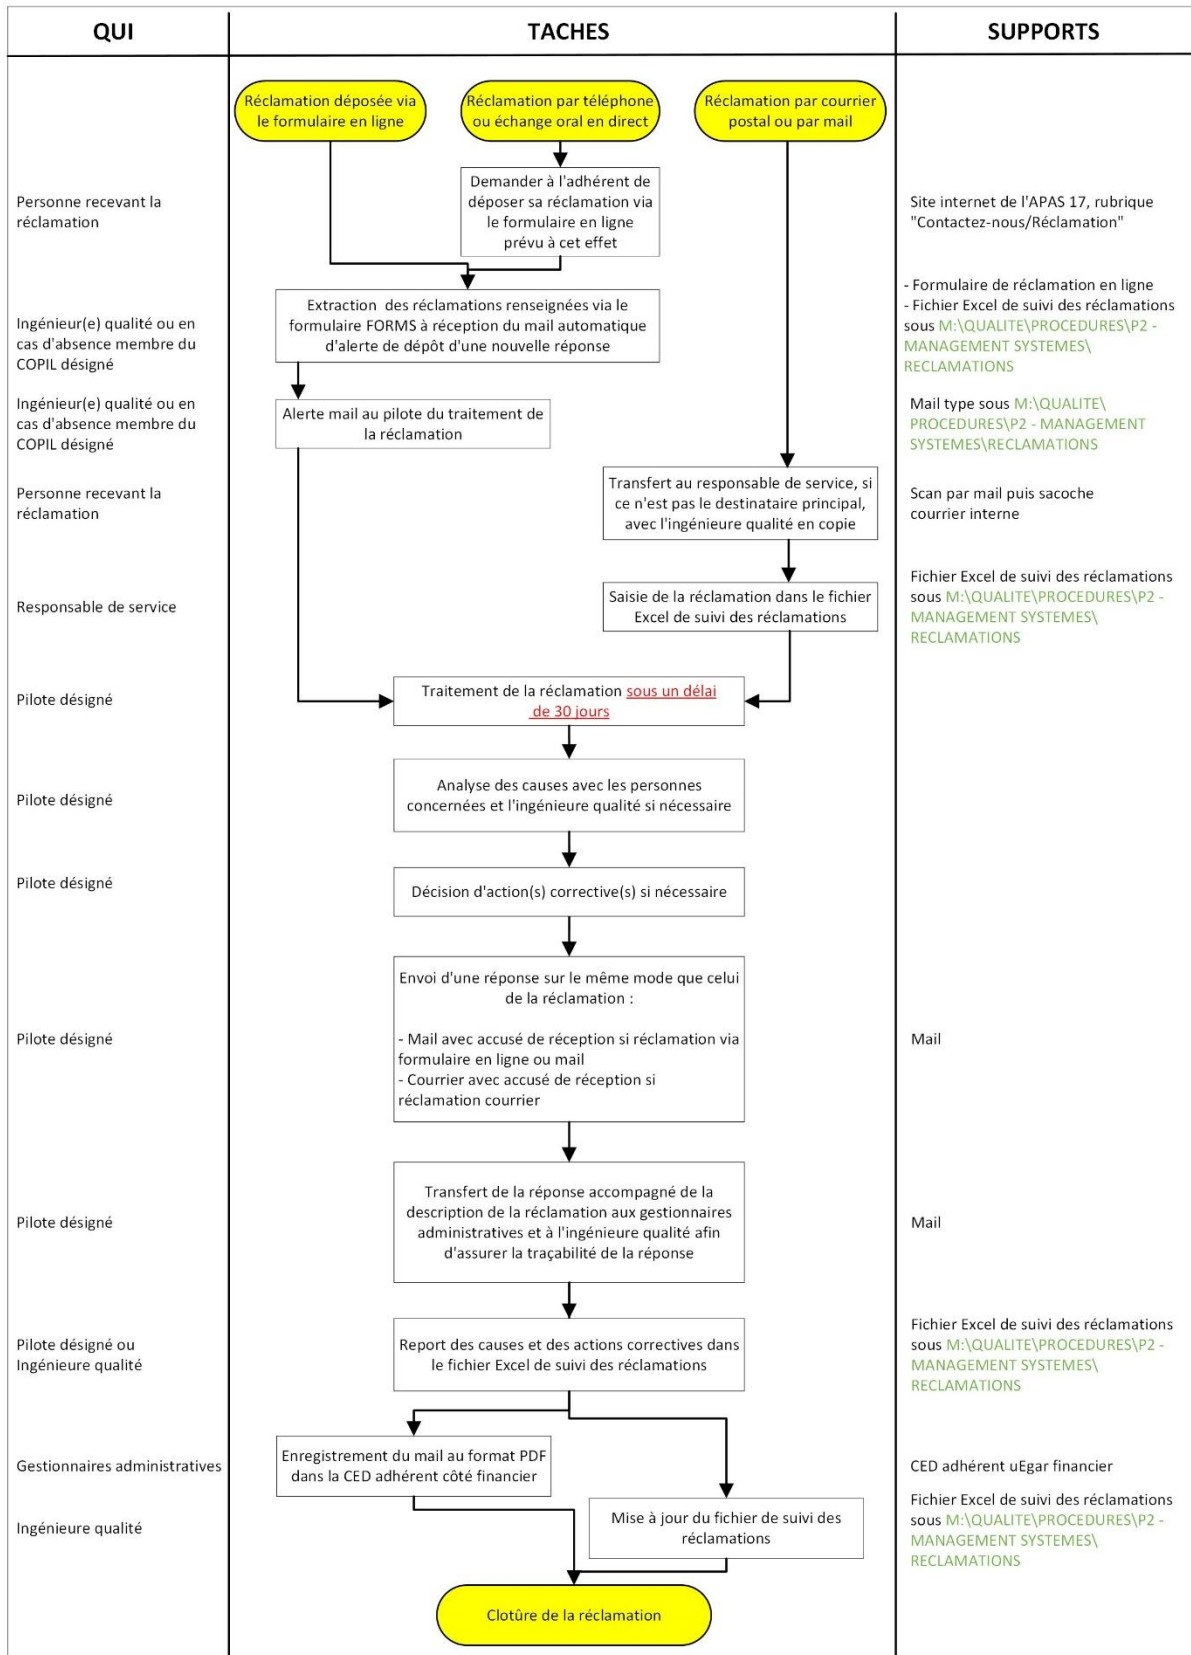 QUI
TACHES
SUPPORTS
Réclamation déposée via
le formulaire en ligne
Réclamation par téléphone
ou échange oral en direct
Réclamation par courrier
postal ou par mail
Personne recevant la
réclamation
Demander à l'adhérent de
déposer sa réclamation via
le formulaire en ligne
prévu à cet effet
Site internet de l'APAS 17, rubrique
"Contactez-nous/Réclamation"
Ingénieur(e) qualité ou en
cas d'absence membre du
COPIL désigné
Extraction des réclamations renseignées via le
formulaire FORMS à réception du mail automatique
d'alerte de dépôt d'une nouvelle réponse
- Formulaire de réclamation en ligne
- Fichier Excel de suivi des réclamations
sous M:\QUALITE\PROCEDURES\P2 -
MANAGEMENT SYSTEMES\
RECLAMATIONS
Ingénieur(e) qualité ou en
cas d'absence membre du
COPIL désigné
Alerte mail au pilote du traitement de
la réclamation
Mail type sous M:\QUALITE\
PROCEDURES\P2 - MANAGEMENT
SYSTEMES\RECLAMATIONS
Personne recevant la
réclamation
Transfert au responsable de service, si
ce n'est pas le destinataire principal,
avec l'ingénieure qualité en copie
Scan par mail puis sacoche
courrier interne
Responsable de service
Saisie de la réclamation dans le fichier
Excel de suivi des réclamations
Fichier Excel de suivi des réclamations
sous M:\QUALITE\PROCEDURES\P2 -
MANAGEMENT SYSTEMES\
RECLAMATIONS
Pilote désigné
Traitement de la réclamation sous un délai
de 30 jours
Pilote désigné
Analyse des causes avec les personnes
concernées et l'ingénieure qualité si nécessaire
Pilote désigné
Décision d'action(s) corrective(s) si nécessaire
Pilote désigné
Envoi d'une réponse sur le même mode que celui
de la réclamation :
- Mail avec accusé de réception si réclamation via
formulaire en ligne ou mail
- Courrier avec accusé de réception si
réclamation courrier
Mail
Pilote désigné
Transfert de la réponse accompagné de la
description de la réclamation aux gestionnaires
administratives et à l'ingénieure qualité afin
d'assurer la traçabilité de la réponse
Mail
Pilote désigné ou
Ingénieure qualité
Report des causes et des actions correctives dans
le fichier Excel de suivi des réclamations
Fichier Excel de suivi des réclamations
sous M:\QUALITE\PROCEDURES\P2 -
MANAGEMENT SYSTEMES\
RECLAMATIONS
Gestionnaires administratives
Enregistrement du mail au format PDF
dans la CED adhérent côté financier
CED adhérent uEgar financier
Ingénieure qualité
Mise à jour du fichier de suivi des
réclamations
Fichier Excel de suivi des réclamations
sous M:\QUALITE\PROCEDURES\P2 -
MANAGEMENT SYSTEMES\
RECLAMATIONS
Clotûre de la réclamation